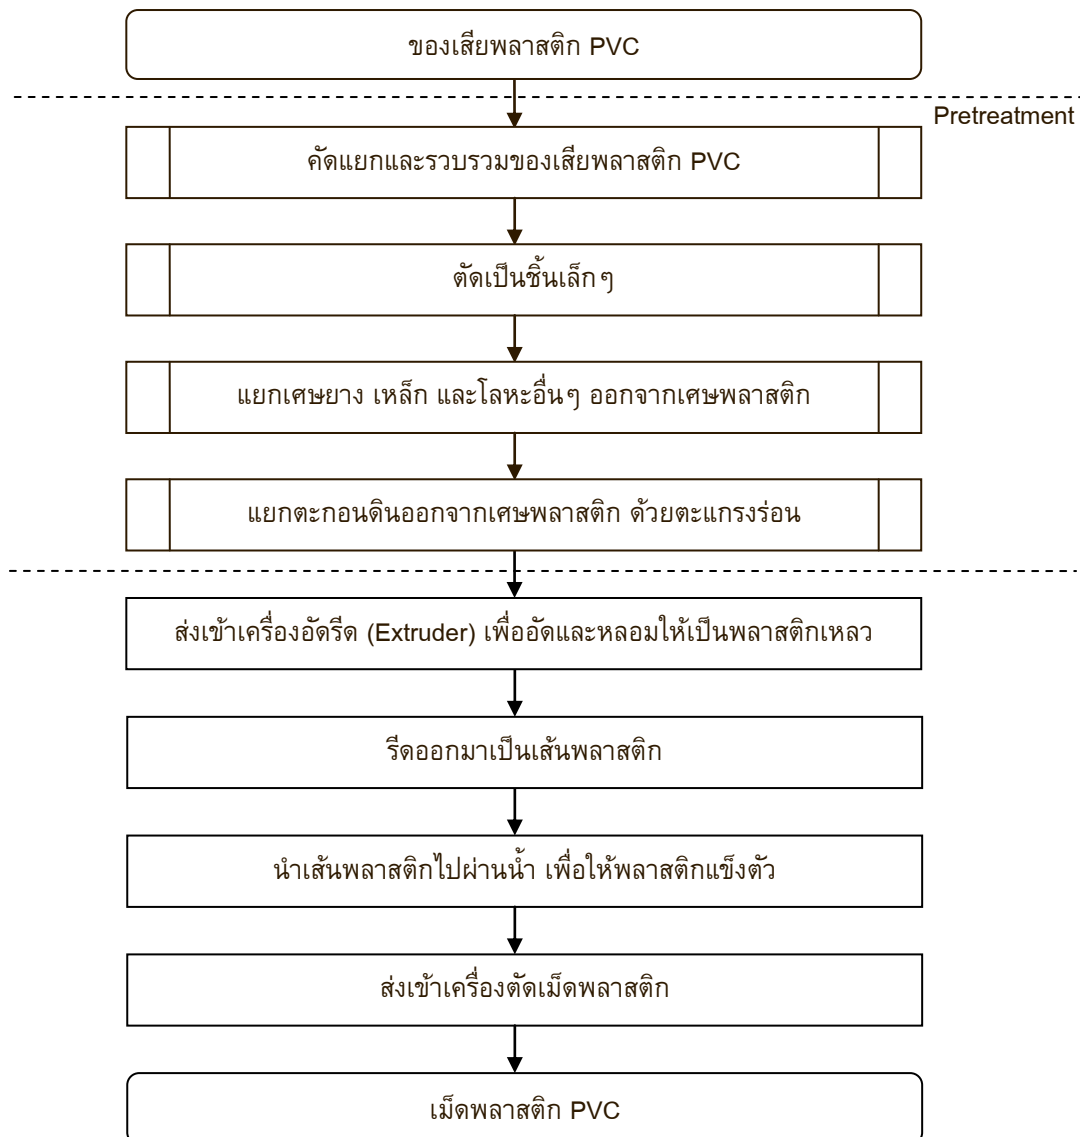 ของเสียพลาสติก PVC
Pretreatment
คัดแยกและรวบรวมของเสียพลาสติก PVC
ตัดเป็นชิ้นเล็กๆ
แยกเศษยาง เหล็ก และโลหะอื่นๆ ออกจากเศษพลาสติก
แยกตะกอนดินออกจากเศษพลาสติก ด้วยตะแกรงร่อน
ส่งเข้าเครื่องอัดรีด (Extruder) เพื่ออัดและหลอมให้เป็นพลาสติกเหลว
รีดออกมาเป็นเส้นพลาสติก
นำเส้นพลาสติกไปผ่านน้ำ เพื่อให้พลาสติกแข็งตัว
ส่งเข้าเครื่องตัดเม็ดพลาสติก
เม็ดพลาสติก PVC